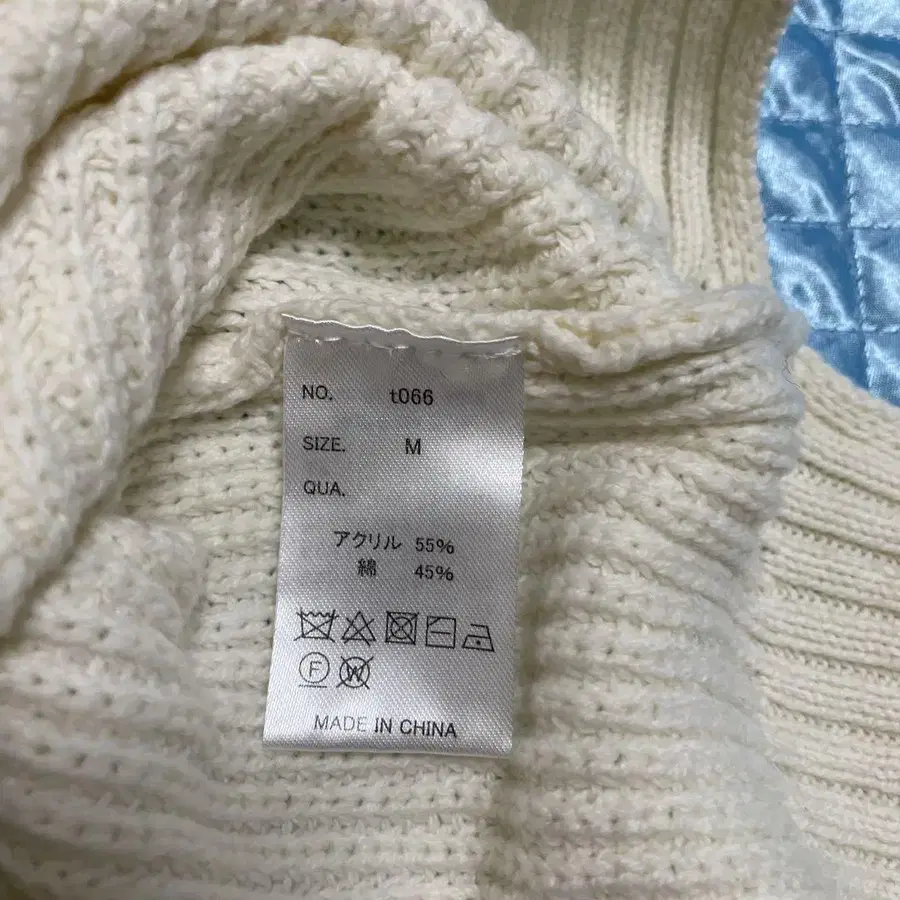 NO. t066
SIZE. M
QUA.
アクリル 55%
綿 45%
F W
MADE IN CHINA